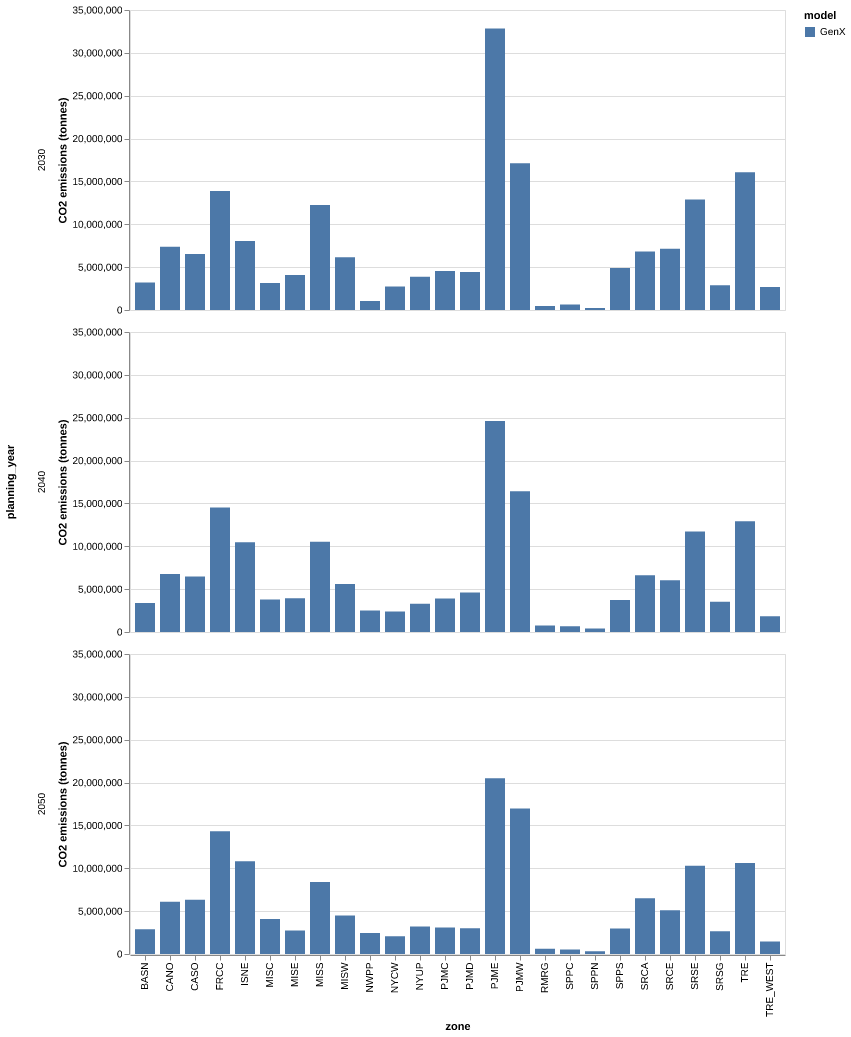 model
GenX
planning_year
2030
CO2 emissions (tonnes)
35,000,000
30,000,000
25,000,000
20,000,000
15,000,000
10,000,000
5,000,000
0
2040
CO2 emissions (tonnes)
35,000,000
30,000,000
25,000,000
20,000,000
15,000,000
10,000,000
5,000,000
0
2050
CO2 emissions (tonnes)
35,000,000
30,000,000
25,000,000
20,000,000
15,000,000
10,000,000
5,000,000
0
BASN
CANO
CASO
FRCC
ISNE
MISC
MISE
MISS
MISW
NWPP
NYCW
NYUP
PJMC
PJMD
PJME
PJMW
RMRG
SPPC
SPPN
SPPS
SRCA
SRCE
SRSE
SRSG
TRE
TRE_WEST
zone